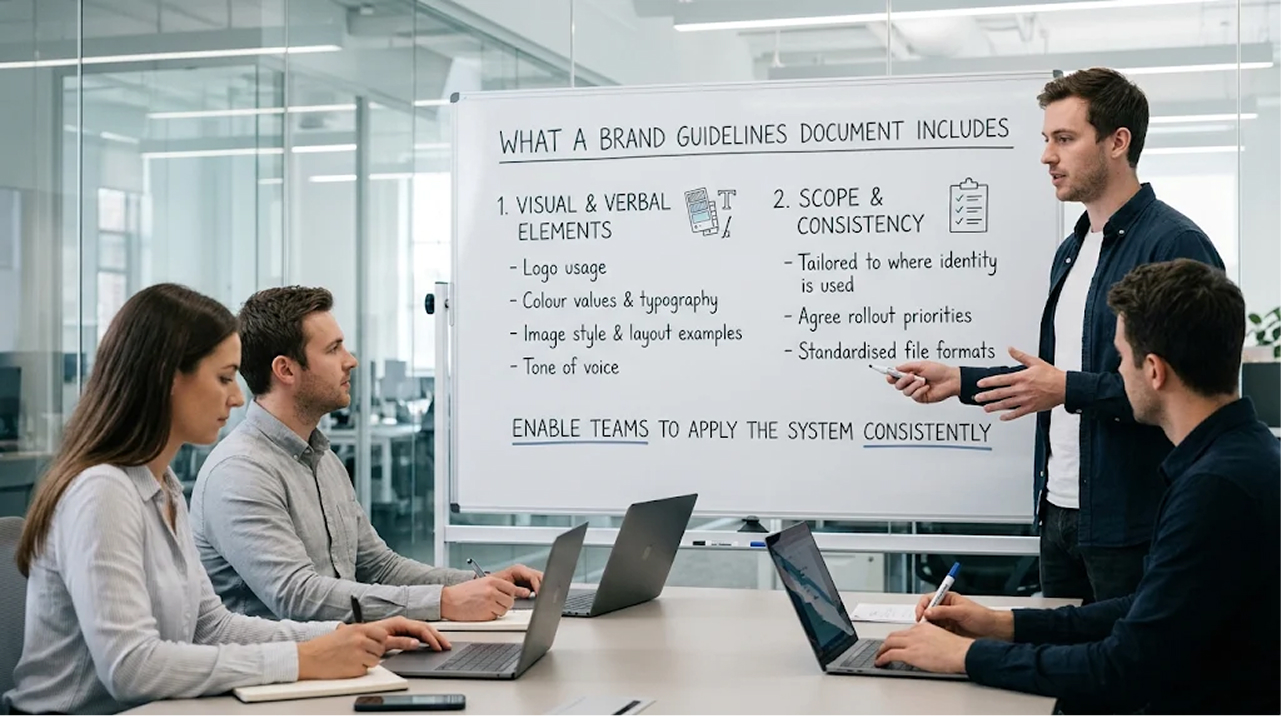 WHAT A BRAND GUIDELINES DOCUMENT INCLUDES
1. VISUAL & VERBAL
ELEMENTS
- Logo usage
- Colour values & typography
- Image style & layout examples
- Tone of voice
2. SCOPE &
CONSISTENCY
- Tailored to where identity
is used
- Agree rollout priorities
- Standardised file formats
ENABLE TEAMS TO APPLY THE SYSTEM CONSISTENTLY